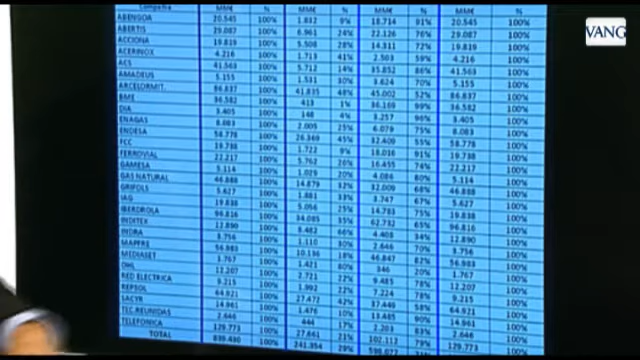 Compañía MM€ % MM€ % MM€ % MM€ %
ABENGOA 20.545 100% 1.832 9% 18.714 91% 20.545 100%
ABERTIS 29.087 100% 6.961 24% 22.126 76% 29.087 100%
ACCIONA 19.819 100% 5.508 28% 14.311 72% 19.819 100%
ACERINOX 4.216 100% 1.713 41% 2.503 59% 4.216 100%
ACS 41.563 100% 5.712 14% 35.852 86% 41.563 100%
AMADEUS 5.155 100% 1.531 30% 3.624 70% 5.155 100%
ARCELORMIT. 86.837 100% 41.835 48% 45.002 52% 86.837 100%
BME 36.582 100% 413 1% 36.169 99% 36.582 100%
DIA 3.405 100% 148 4% 3.257 96% 3.405 100%
ENAGAS 8.083 100% 2.005 25% 6.079 75% 8.083 100%
ENDESA 58.778 100% 26.369 45% 32.409 55% 58.778 100%
FCC 19.738 100% 1.722 9% 18.016 91% 19.738 100%
FERROVIAL 22.217 100% 5.762 26% 16.455 74% 22.217 100%
GAMESA 5.114 100% 1.029 20% 4.086 80% 5.114 100%
GAS NATURAL 46.888 100% 14.879 32% 32.009 68% 46.888 100%
GRIFOLS 5.627 100% 1.881 33% 3.747 67% 5.627 100%
IAG 19.838 100% 5.056 25% 14.783 75% 19.838 100%
IBERDROLA 96.816 100% 34.085 35% 62.732 65% 96.816 100%
INDITEX 12.890 100% 8.482 66% 4.408 34% 12.890 100%
INDRA 3.756 100% 1.110 30% 2.646 70% 3.756 100%
MAPFRE 56.983 100% 10.136 18% 46.847 82% 56.983 100%
MEDIASET 1.767 100% 1.421 80% 346 20% 1.767 100%
OHL 12.207 100% 2.721 22% 9.485 78% 12.207 100%
RED ELECTRICA 9.215 100% 1.992 22% 7.224 78% 9.215 100%
REPSOL 64.921 100% 27.472 42% 37.449 58% 64.921 100%
SACYR 14.961 100% 1.476 10% 13.485 90% 14.961 100%
TEC.REUNIDAS 2.646 100% 444 17% 2.203 83% 2.646 100%
TELEFONICA 129.773 100% 27.661 21% 102.112 79% 129.773 100%
TOTAL 839.430 100% 241.354 29% 100%
VANG